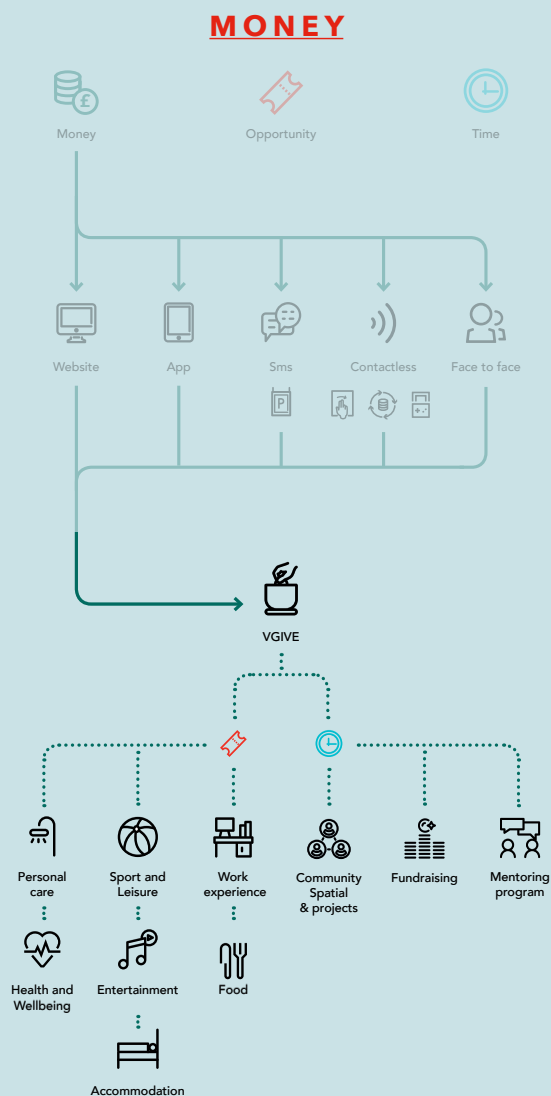 MONEY
£
Money
Opportunity
Time
Website
App
Sms
Contactless
Face to face
P
VGIVE
Personal
care
Sport and
Leisure
Work
experience
Community
Spatial
& projects
Fundraising
Mentoring
program
Health and
Wellbeing
Entertainment
Food
Accommodation